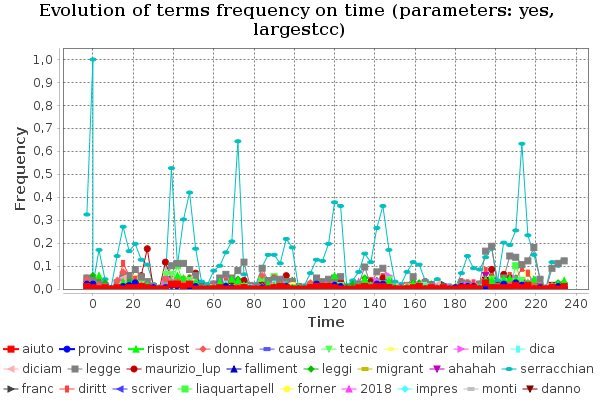 Evolution of terms frequency on time (parameters: yes,
largestcc)
Frequency
1,0
0,9
0,8
0,7
0,6
0,5
0,4
0,3
0,2
0,1
0,0
0 20 40 60 80 100 120 140 160 180 200 220 240
Time
aiuto provinc rispost donna causa tecnic contrar milan dica
diciam legge maurizio_lup falliment leggi migrant ahahah serracchian
franc diritt scriver liaquartapell forner 2018 impres monti danno